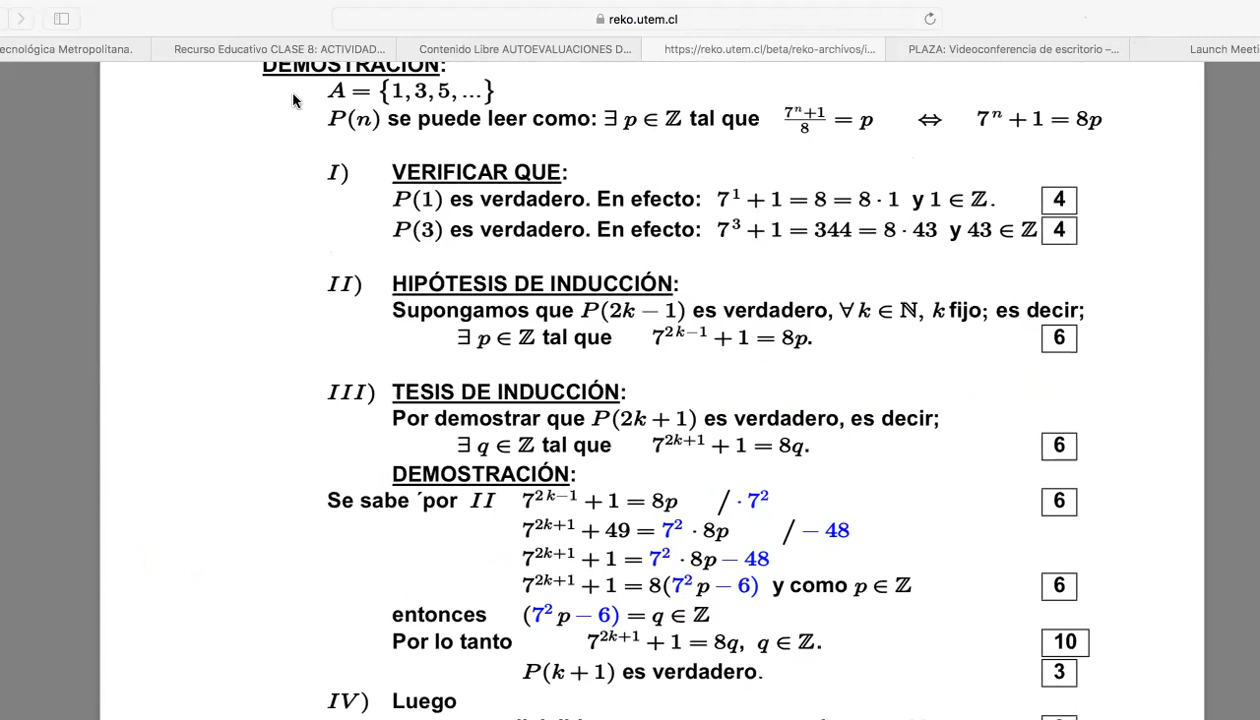 reko.utem.cl
ecnológica Metropolitana.
Recurso Educativo CLASE 8: ACTIVIDAD...
Contenido Libre AUTOEVALUACIONES D...
https://reko.utem.cl/beta/reko-archivos/i...
PLAZA: Videoconferencia de escritorio –...
Launch Meeti
DEMOSTRACIÓN:
A = {1, 3, 5, ...}
P(n) se puede leer como: ∃ p ∈ ℤ tal que (7ⁿ+1)/8 = p ⇔ 7ⁿ + 1 = 8p
I) VERIFICAR QUE:
P(1) es verdadero. En efecto: 7¹ + 1 = 8 = 8 · 1 y 1 ∈ ℤ. 4
P(3) es verdadero. En efecto: 7³ + 1 = 344 = 8 · 43 y 43 ∈ ℤ 4
II) HIPÓTESIS DE INDUCCIÓN:
Supongamos que P(2k − 1) es verdadero, ∀ k ∈ ℕ, k fijo; es decir;
∃ p ∈ ℤ tal que 7²ᵏ⁻¹ + 1 = 8p. 6
III) TESIS DE INDUCCIÓN:
Por demostrar que P(2k + 1) es verdadero, es decir;
∃ q ∈ ℤ tal que 7²ᵏ⁺¹ + 1 = 8q. 6
DEMOSTRACIÓN:
Se sabe ´por II 7²ᵏ⁻¹ + 1 = 8p / · 7² 6
7²ᵏ⁺¹ + 49 = 7² · 8p / − 48
7²ᵏ⁺¹ + 1 = 7² · 8p − 48
7²ᵏ⁺¹ + 1 = 8(7² p − 6) y como p ∈ ℤ 6
entonces (7² p − 6) = q ∈ ℤ
Por lo tanto 7²ᵏ⁺¹ + 1 = 8q, q ∈ ℤ. 10
P(k + 1) es verdadero. 3
IV) Luego